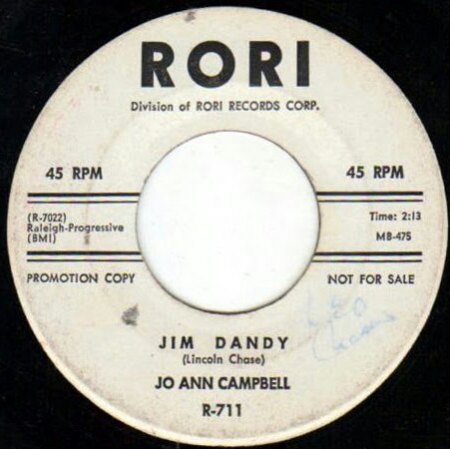 RORI
Division of RORI RECORDS CORP.
45 RPM
45 RPM
(R-7022)
Raleigh-Progressive
(BMI)
Time: 2:13
MB-475
PROMOTION COPY
NOT FOR SALE
JIM DANDY
(Lincoln Chase)
JO ANN CAMPBELL
R-711